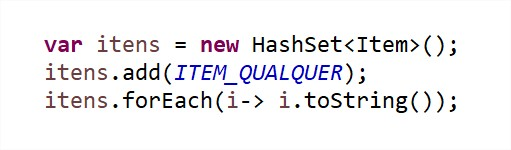 var itens = new HashSet<Item>();
itens.add(ITEM_QUALQUER);
itens.forEach(i-> i.toString());